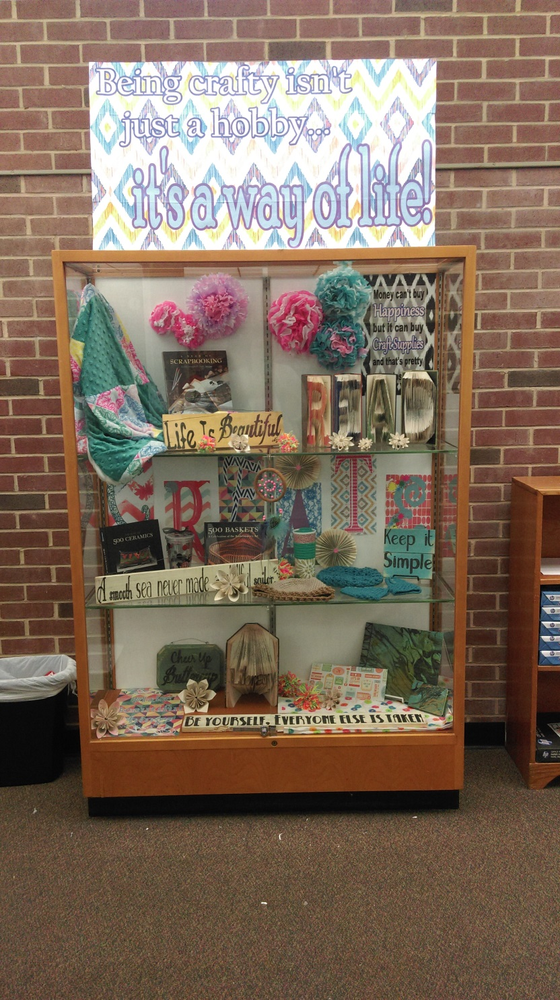 Being crafty isn't
just a hobby...
it's a way of life!
Money can't buy
Happiness
but it can buy
Craft Supplies
and that's pretty
SCRAPBOOKING
Life Is Beautiful
READ
CREATE
500 CERAMICS
500 BASKETS
Keep it
Simple
A smooth sea never made sailor
Cheer Up
Buttercup
BE YOURSELF, EVERYONE ELSE IS TAKEN